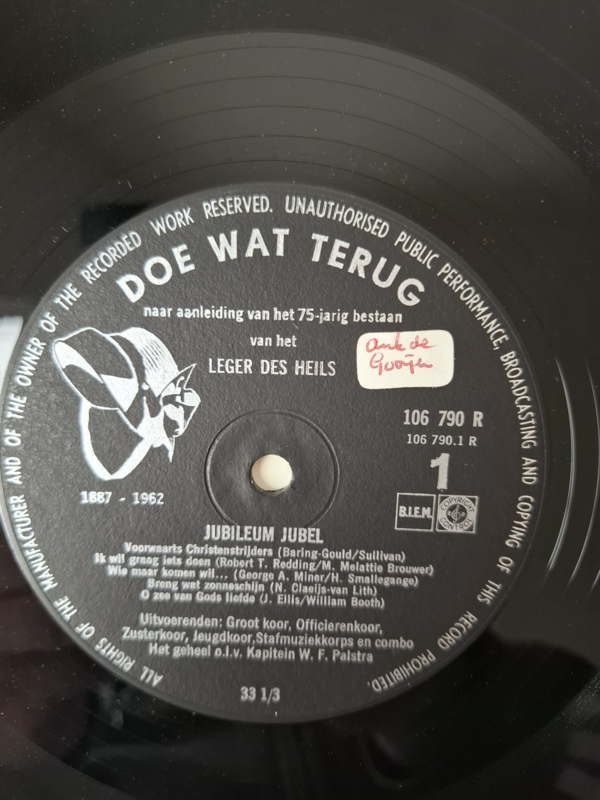 ALL RIGHTS OF THE MANUFACTURER AND OF THE OWNER OF THE RECORDED WORK RESERVED. UNAUTHORISED PUBLIC PERFORMANCE, BROADCASTING AND COPYING OF THIS RECORD PROHIBITED.
DOE WAT TERUG
naar aanleiding van het 75-jarig bestaan
van het
LEGER DES HEILS
Ank de
Gooijer
106 790 R
106 790.1 R
1
1887 - 1962
B.I.E.M.
COPYRIGHT
CONTROL
JUBILEUM JUBEL
Voorwaarts Christenstrijders (Baring-Gould/Sullivan)
Ik wil graag iets doen (Robert T. Redding/M. Melattie Brouwer)
Wie maar komen wil... (George A. Miner/H. Smallegange)
Breng wat zonneschijn (N. Claeijs-van Lith)
O zee van Gods liefde (J. Ellis/William Booth)
Uitvoerenden: Groot koor, Officierenkoor,
Zusterkoor, Jeugdkoor,Stafmuziekkorps en combo
Het geheel o.l.v. Kapitein W. F. Palstra
33 1/3